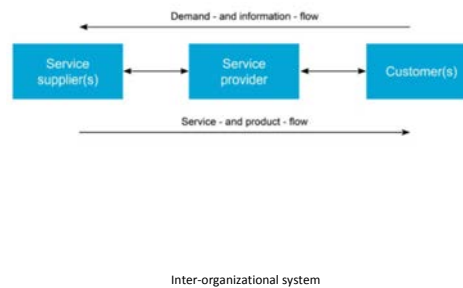 Demand - and information - flow
Service
supplier(s)
Service
provider
Customer(s)
Service - and product - flow
Inter-organizational system